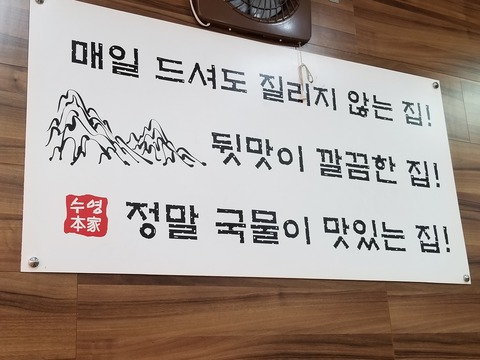 매일 드셔도 질리지 않는 집!
뒷맛이 깔끔한 집!
수영
本家
정말 국물이 맛있는 집!